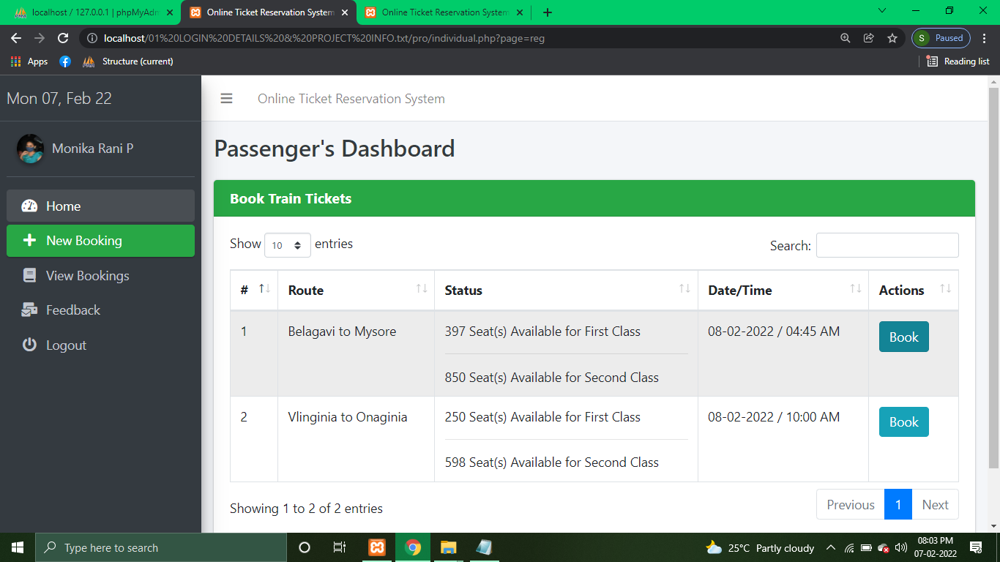 localhost / 127.0.0.1 | phpMyAdm
Online Ticket Reservation System
Online Ticket Reservation System
localhost/01%20LOGIN%20DETAILS%20&%20PROJECT%20INFO.txt/pro/individual.php?page=reg
S Paused
Apps
Structure (current)
Reading list
Mon 07, Feb 22
Online Ticket Reservation System
Monika Rani P
Passenger's Dashboard
Home
New Booking
View Bookings
Feedback
Logout
Book Train Tickets
Show 10 entries
Search:
# Route Status Date/Time Actions
1 Belagavi to Mysore 397 Seat(s) Available for First Class 08-02-2022 / 04:45 AM Book
850 Seat(s) Available for Second Class
2 Vlinginia to Onaginia 250 Seat(s) Available for First Class 08-02-2022 / 10:00 AM Book
598 Seat(s) Available for Second Class
Showing 1 to 2 of 2 entries
Previous 1 Next
Type here to search
25°C Partly cloudy
08:03 PM
07-02-2022